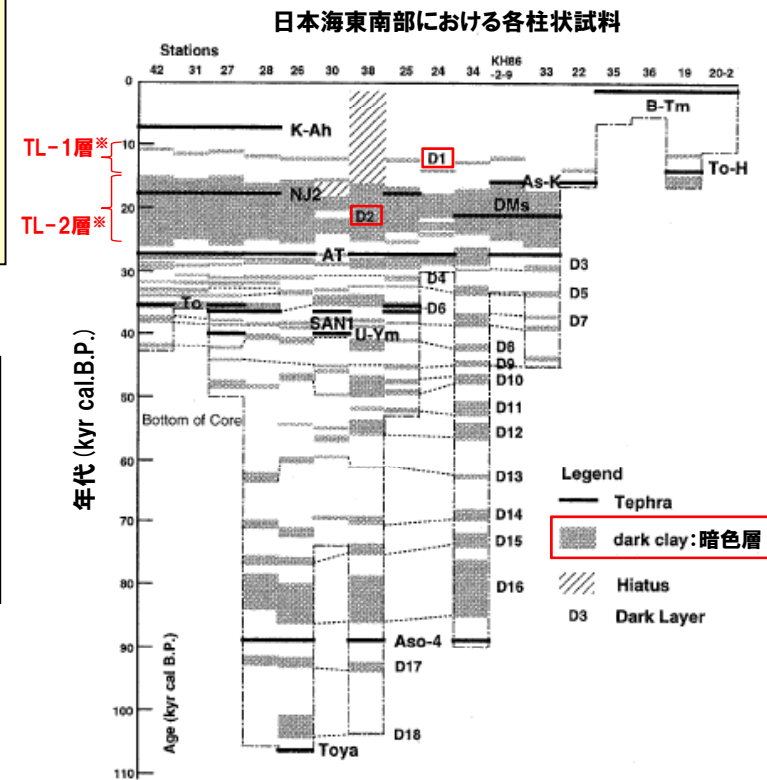 日本海東南部における各柱状試料
Stations
42 31 27 28 26 30 38 25 24 34 KH86-2-9 33 22 35 36 19 20-2
0
B-Tm
K-Ah
10
TL-1層※
D1
To-H
As-K
NJ2
TL-2層※
20
D2
DMs
AT
30
D3
D4
D5
To
D6
D7
SAN1
U-Ym
40
D8
D9
D10
50
D11
Bottom of Core
D12
60
D13
70
D14
D15
80
D16
90
Aso-4
D17
100
D18
Toya
110
年代(kyr cal.B.P.)
Age (kyr cal B.P.)
Legend
Tephra
dark clay:暗色層
Hiatus
D3 Dark Layer